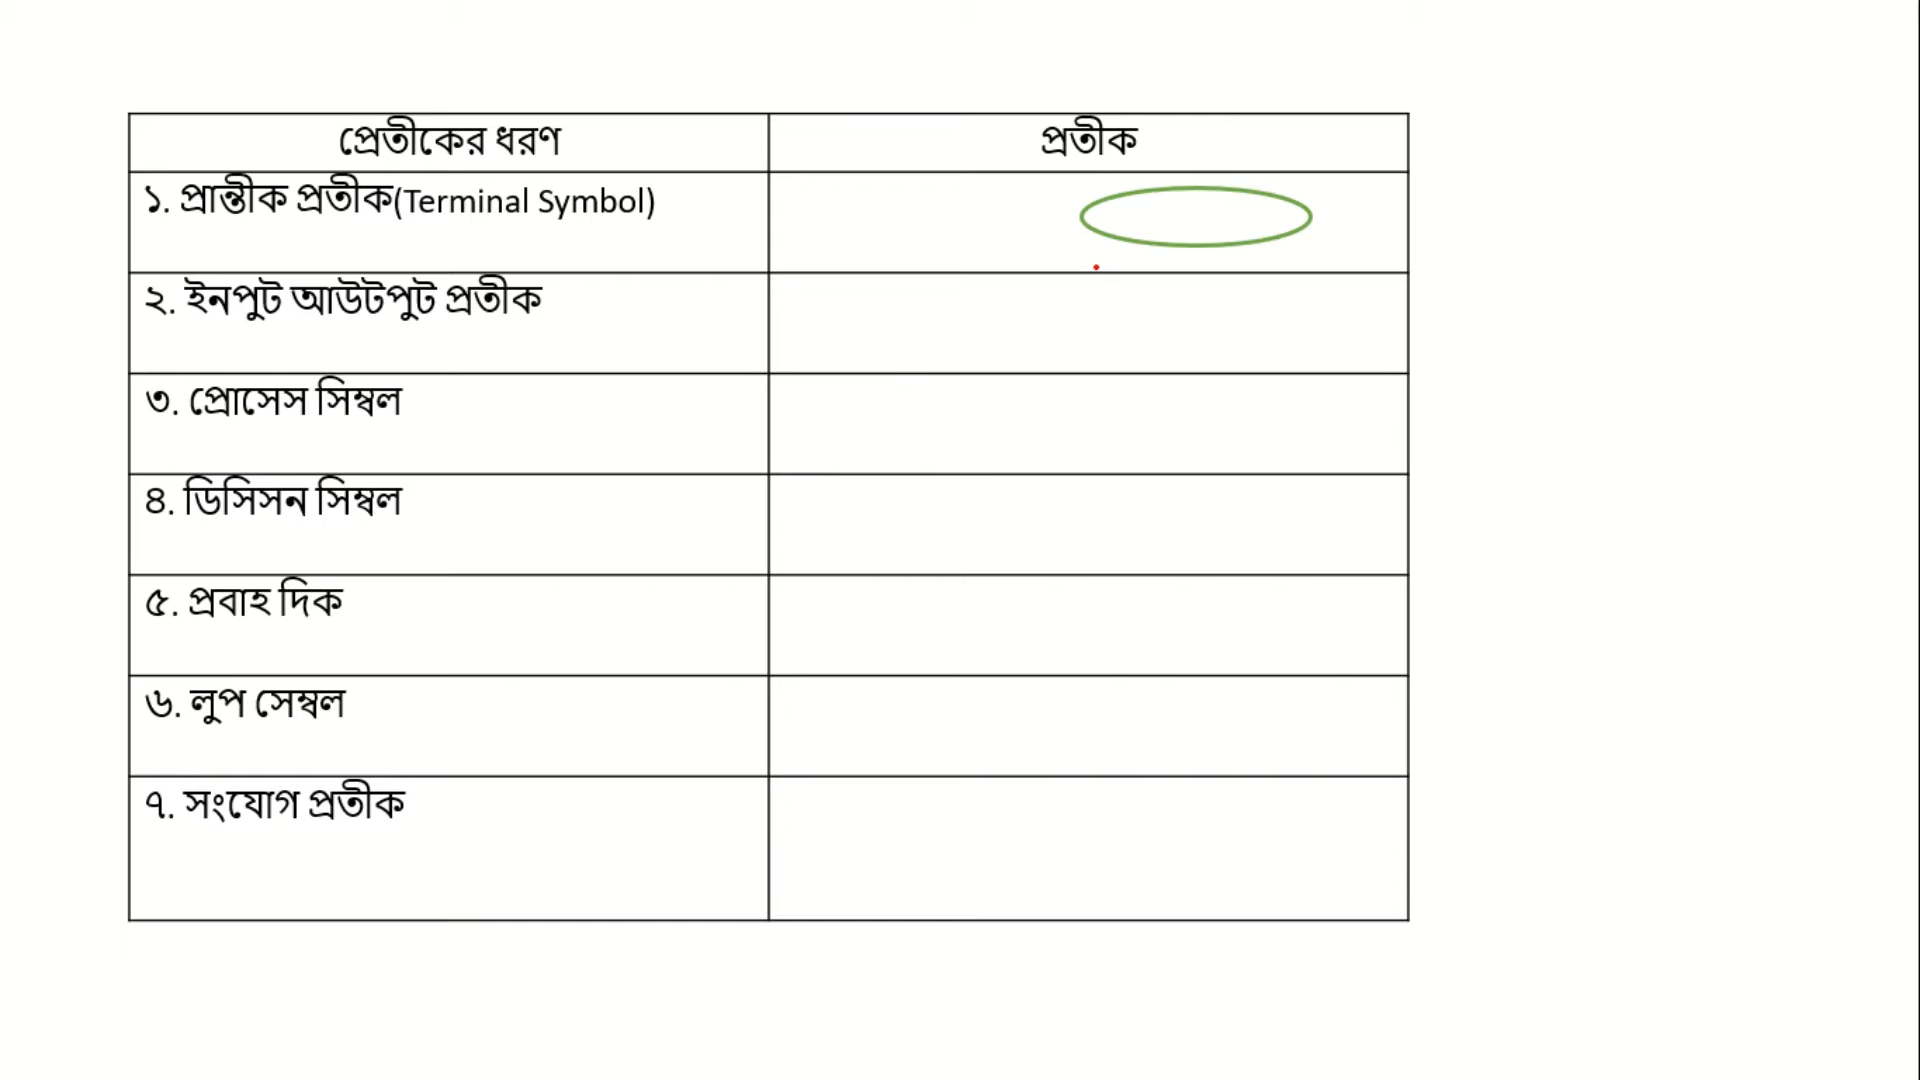 প্রেতীকের ধরণ প্রতীক
১. প্রান্তীক প্রতীক(Terminal Symbol)
২. ইনপুট আউটপুট প্রতীক
৩. প্রোসেস সিম্বল
৪. ডিসিসন সিম্বল
৫. প্রবাহ দিক
৬. লুপ সেম্বল
৭. সংযোগ প্রতীক